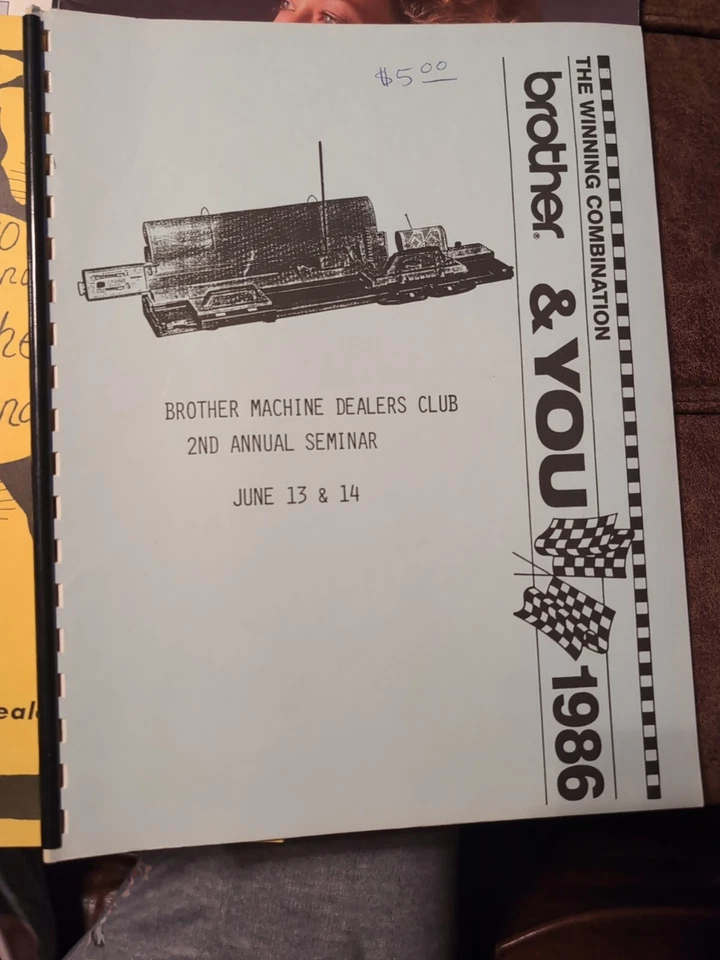 $5.00
THE WINNING COMBINATION
brother® & YOU 1986
BROTHER MACHINE DEALERS CLUB
2ND ANNUAL SEMINAR
JUNE 13 & 14